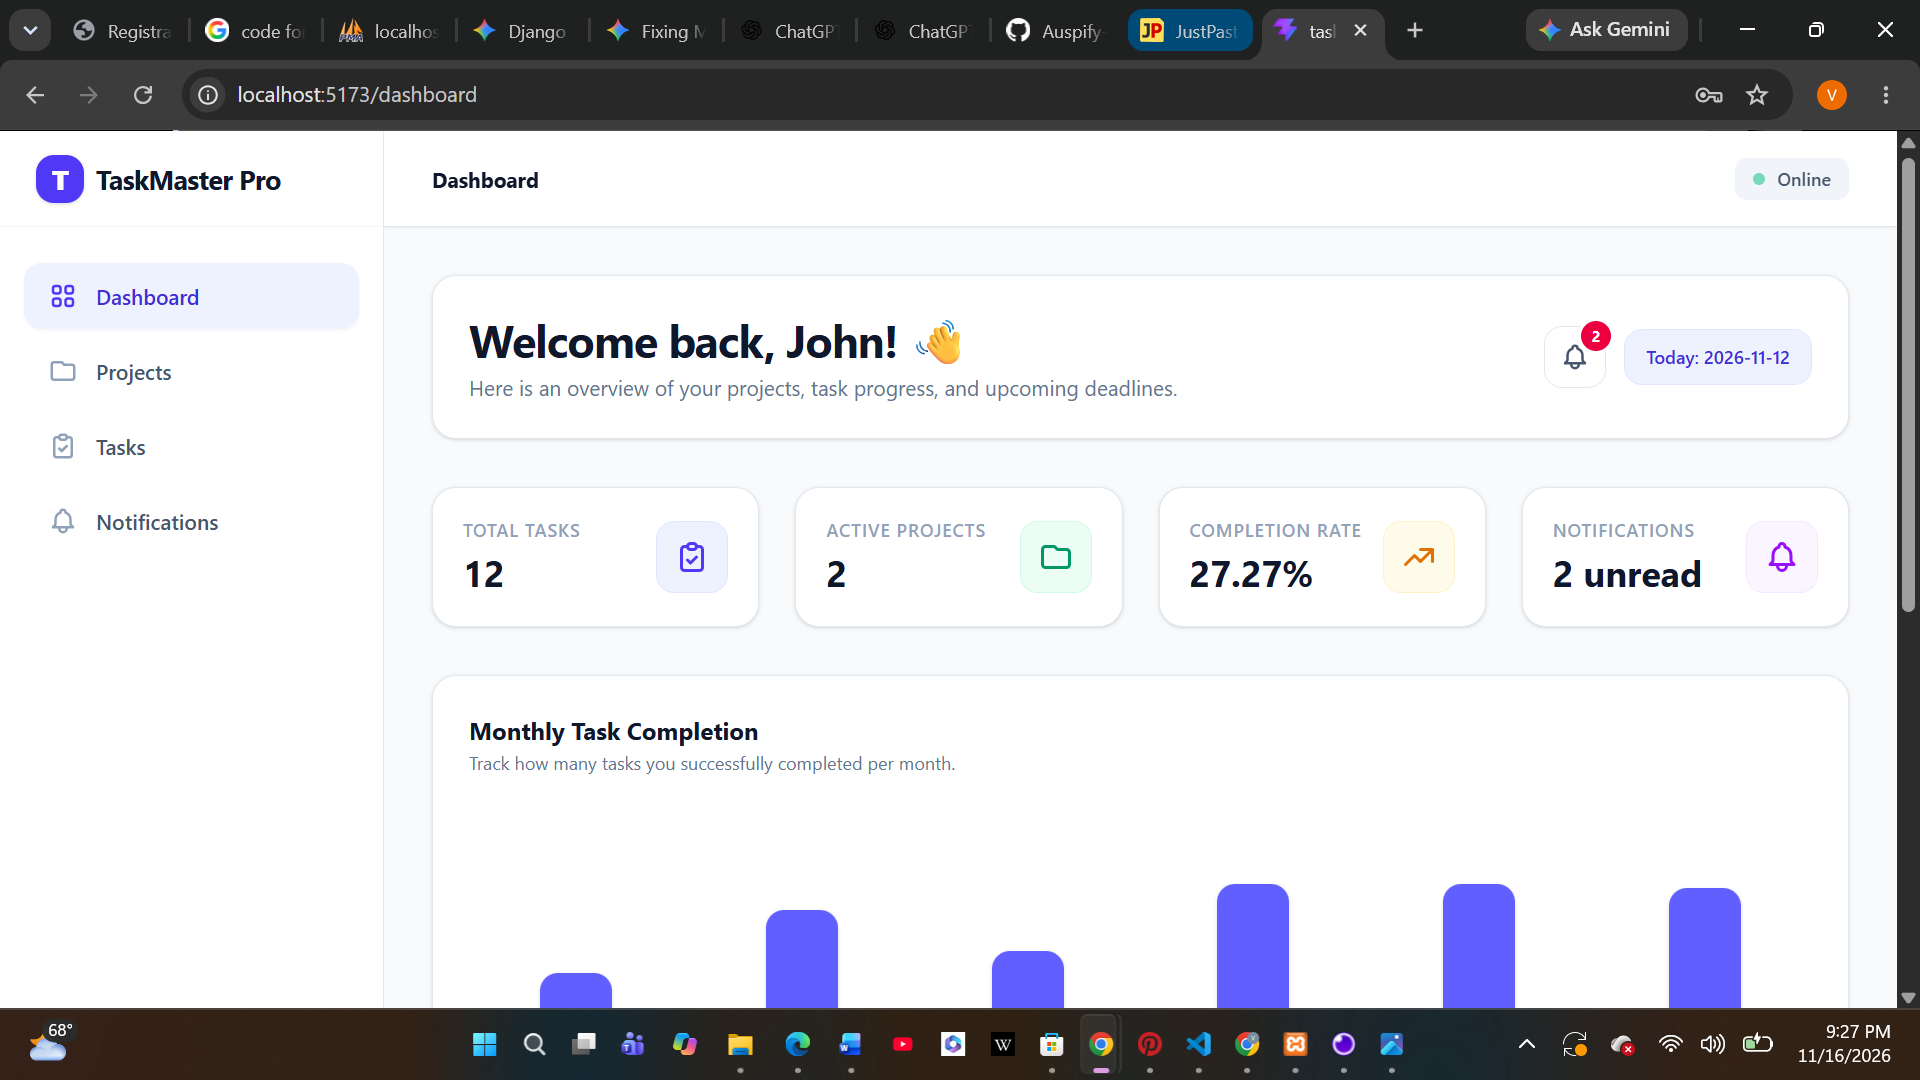 Registra
code fo
localhos
Django
Fixing M
ChatGP
ChatGP
Auspify-
JP JustPast
tas
Ask Gemini
localhost:5173/dashboard
V
T TaskMaster Pro
Dashboard
Online
Dashboard
Projects
Tasks
Notifications
Welcome back, John! 👋
Here is an overview of your projects, task progress, and upcoming deadlines.
2
Today: 2026-11-12
TOTAL TASKS
12
ACTIVE PROJECTS
2
COMPLETION RATE
27.27%
NOTIFICATIONS
2 unread
Monthly Task Completion
Track how many tasks you successfully completed per month.
68°
W
9:27 PM
11/16/2026